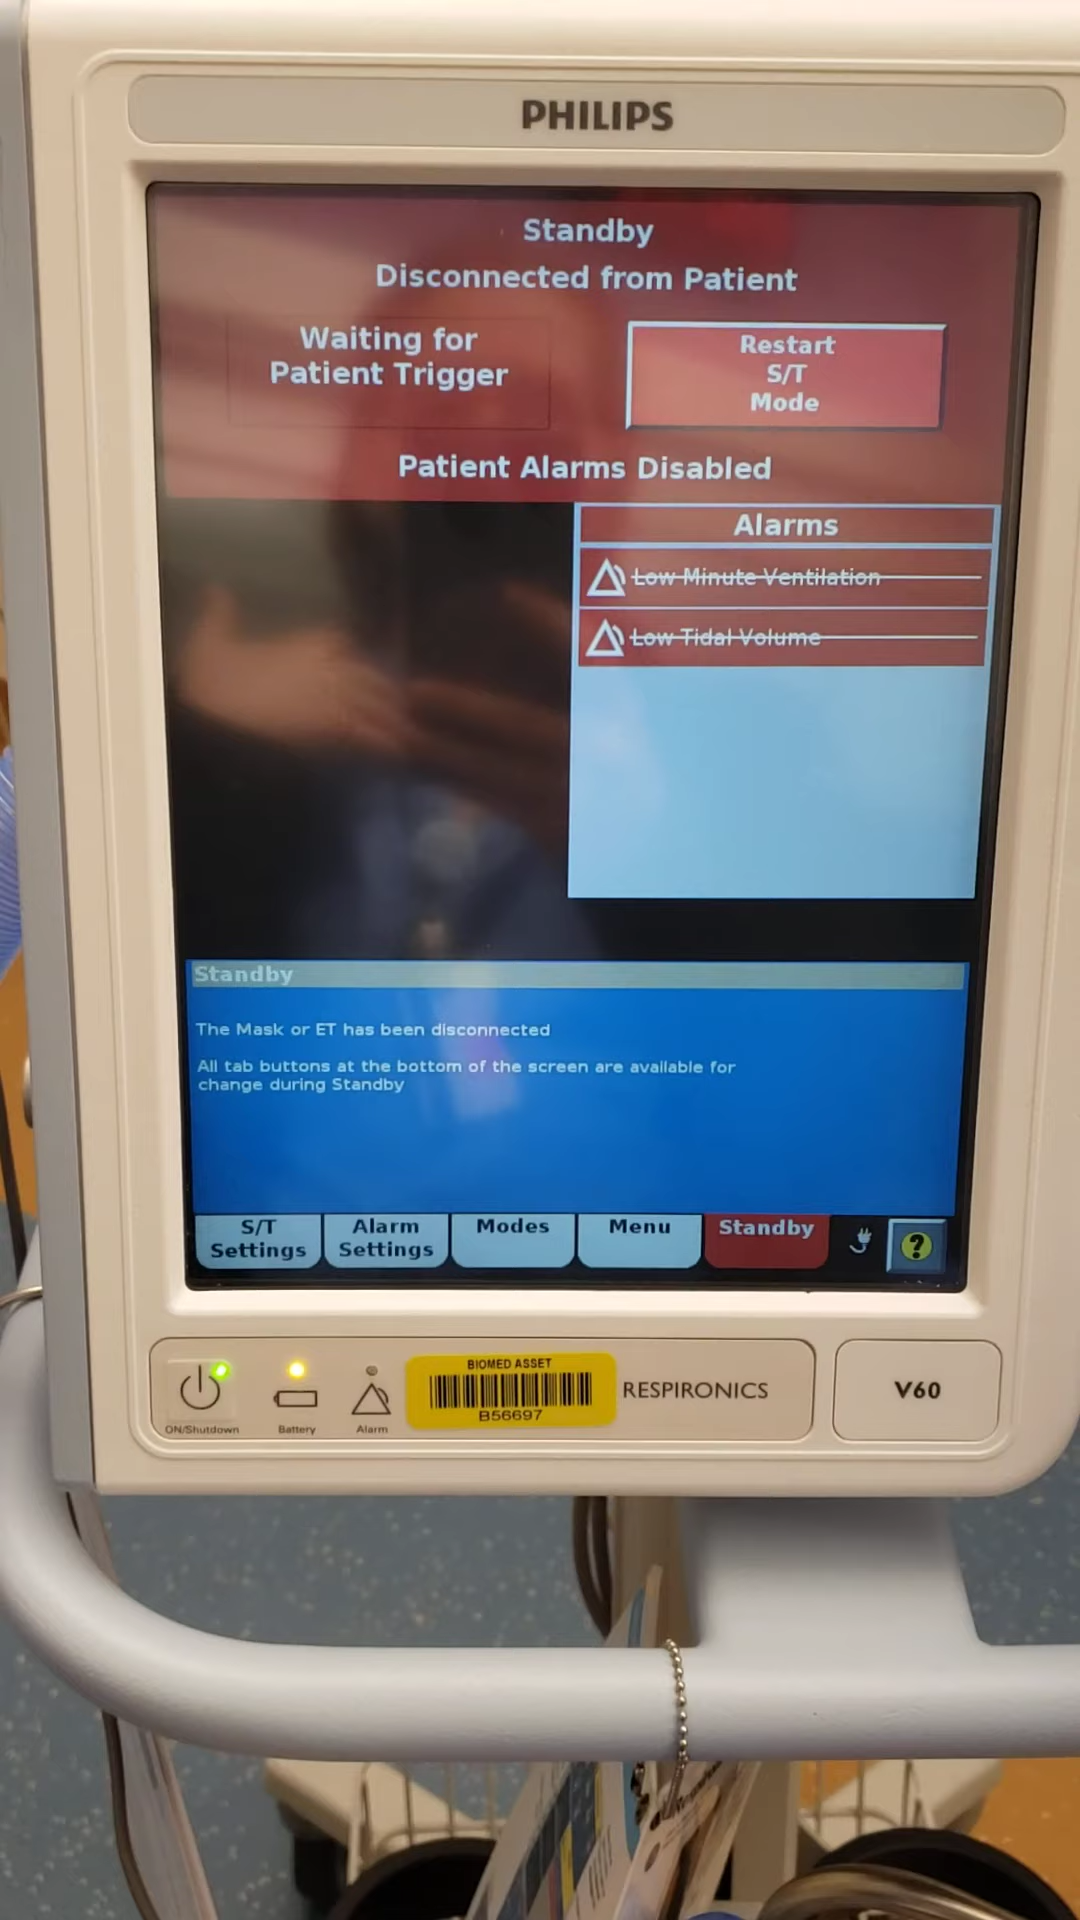 PHILIPS
Standby
Disconnected from Patient
Waiting for
Patient Trigger
Restart
S/T
Mode
Patient Alarms Disabled
Alarms
Low Minute Ventilation
Low Tidal Volume
Standby
The Mask or ET has been disconnected
All tab buttons at the bottom of the screen are available for
change during Standby
S/T
Settings
Alarm
Settings
Modes
Menu
Standby
?
ON/Shutdown
Battery
Alarm
BIOMED ASSET
B56697
RESPIRONICS
V60